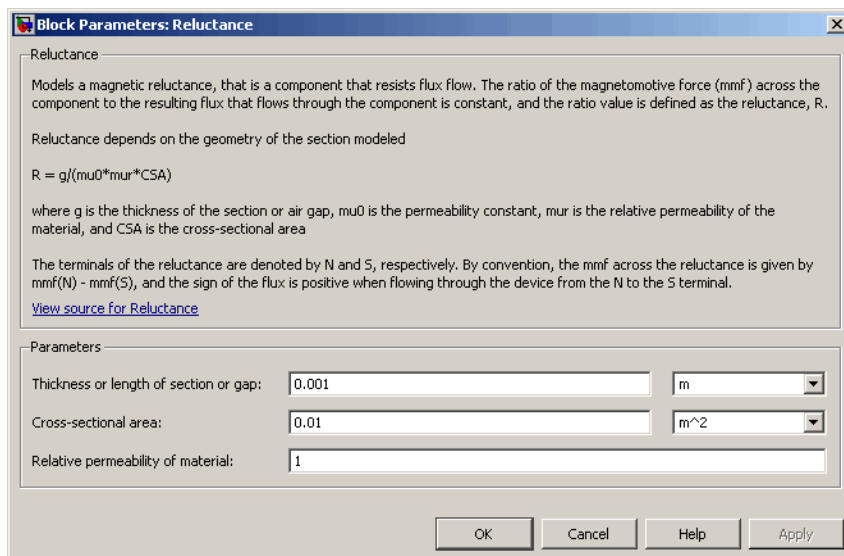 Block Parameters: Reluctance
Reluctance
Models a magnetic reluctance, that is a component that resists flux flow. The ratio of the magnetomotive force (mmf) across the
component to the resulting flux that flows through the component is constant, and the ratio value is defined as the reluctance, R.
Reluctance depends on the geometry of the section modeled
R = g/(mu0*mur*CSA)
where g is the thickness of the section or air gap, mu0 is the permeability constant, mur is the relative permeability of the
material, and CSA is the cross-sectional area
The terminals of the reluctance are denoted by N and S, respectively. By convention, the mmf across the reluctance is given by
mmf(N) - mmf(S), and the sign of the flux is positive when flowing through the device from the N to the S terminal.
View source for Reluctance
Parameters
Thickness or length of section or gap: 0.001 m
Cross-sectional area: 0.01 m^2
Relative permeability of material: 1
OK Cancel Help Apply